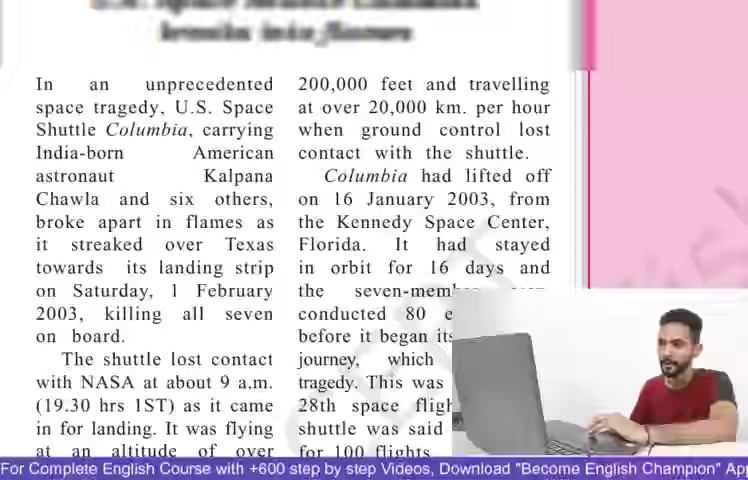 breaks into flames
In an unprecedented
space tragedy, U.S. Space
Shuttle Columbia, carrying
India-born American
astronaut Kalpana
Chawla and six others,
broke apart in flames as
it streaked over Texas
towards its landing strip
on Saturday, 1 February
2003, killing all seven
on board.
The shuttle lost contact
with NASA at about 9 a.m.
(19.30 hrs 1ST) as it came
in for landing. It was flying
at an altitude of over
200,000 feet and travelling
at over 20,000 km. per hour
when ground control lost
contact with the shuttle.
Columbia had lifted off
on 16 January 2003, from
the Kennedy Space Center,
Florida. It had stayed
in orbit for 16 days and
the seven-member
conducted 80
before it began its
journey, which
tragedy. This was
28th space flight
shuttle was said
for 100 flights
For Complete English Course with +600 step by step Videos, Download "Become English Champion" App